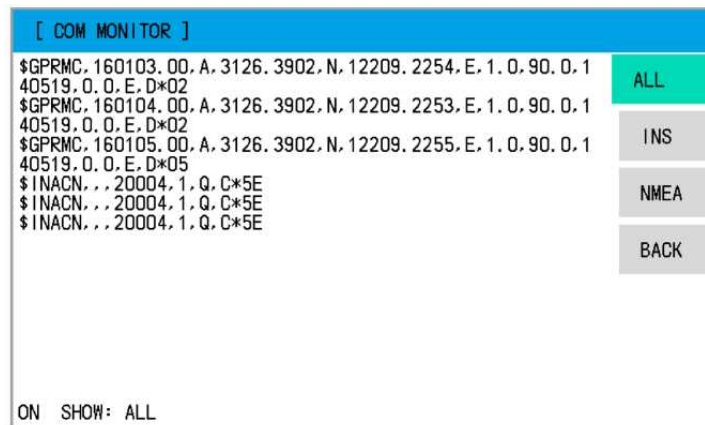 [ COM MONITOR ]
$GPRMC,160103.00,A,3126.3902,N,12209.2254,E,1.0,90.0,1
40519,0.0,E,D*02
$GPRMC,160104.00,A,3126.3902,N,12209.2253,E,1.0,90.0,1
40519,0.0,E,D*02
$GPRMC,160105.00,A,3126.3902,N,12209.2255,E,1.0,90.0,1
40519,0.0,E,D*05
$INACN,,,20004,1,Q,C*5E
$INACN,,,20004,1,Q,C*5E
$INACN,,,20004,1,Q,C*5E
ALL
INS
NMEA
BACK
ON SHOW: ALL